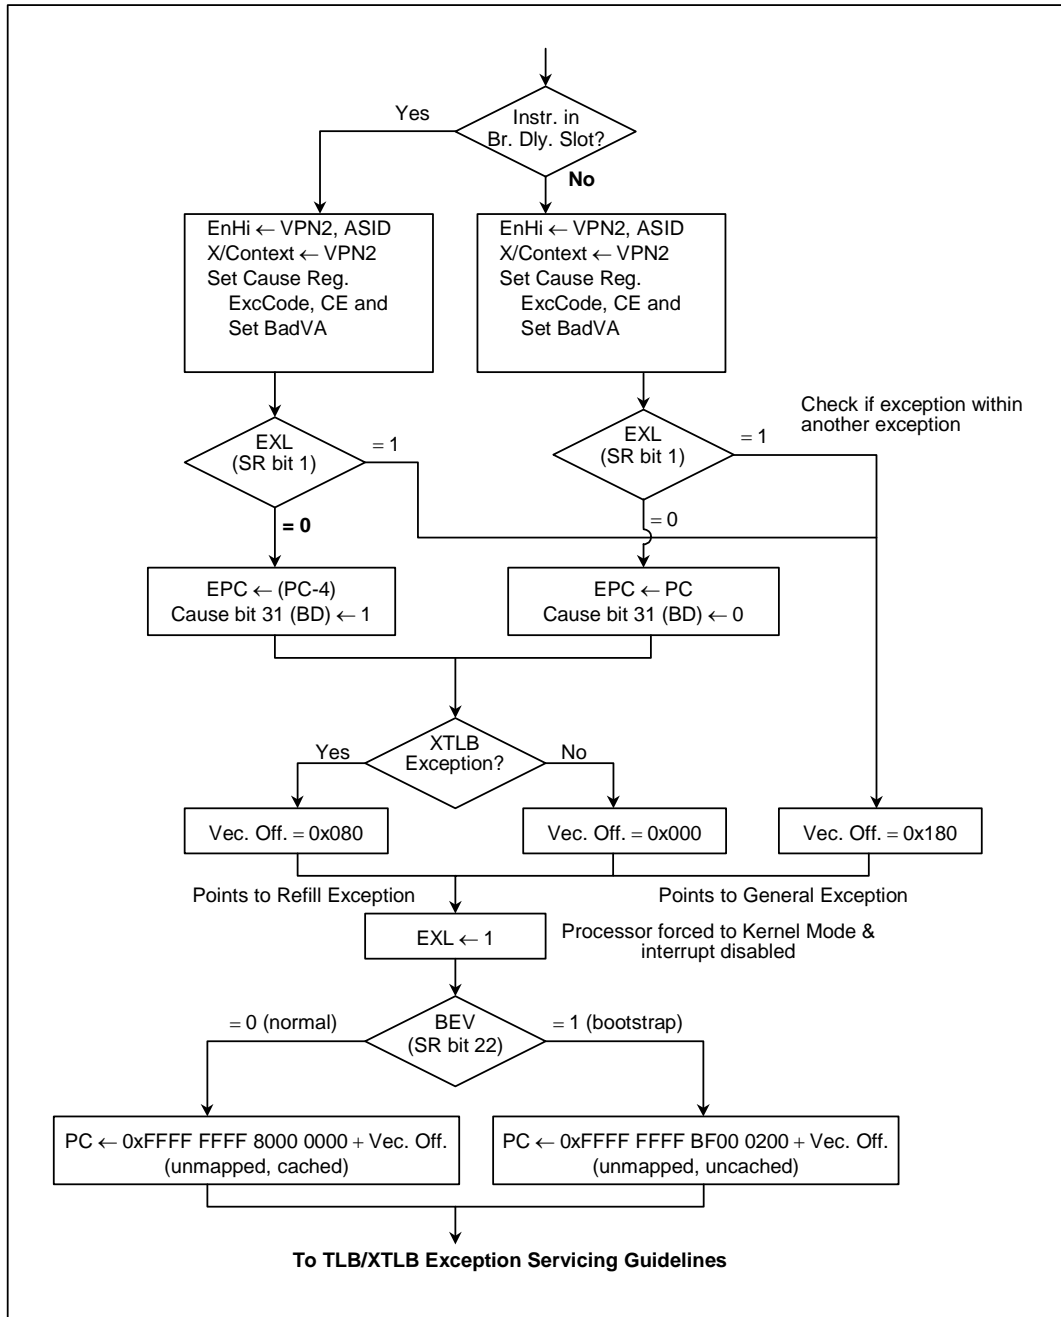 Instr. in
Br. Dly. Slot?
Yes
No
EnHi ← VPN2, ASID
X/Context ← VPN2
Set Cause Reg.
ExcCode, CE and
Set BadVA
EnHi ← VPN2, ASID
X/Context ← VPN2
Set Cause Reg.
ExcCode, CE and
Set BadVA
Check if exception within
another exception
EXL
(SR bit 1)
= 1
= 0
EXL
(SR bit 1)
= 1
= 0
EPC ← (PC-4)
Cause bit 31 (BD) ← 1
EPC ← PC
Cause bit 31 (BD) ← 0
XTLB
Exception?
Yes
No
Vec. Off. = 0x080
Vec. Off. = 0x000
Vec. Off. = 0x180
Points to Refill Exception
Points to General Exception
EXL ← 1
Processor forced to Kernel Mode &
interrupt disabled
BEV
(SR bit 22)
= 0 (normal)
= 1 (bootstrap)
PC ← 0xFFFF FFFF 8000 0000 + Vec. Off.
(unmapped, cached)
PC ← 0xFFFF FFFF BF00 0200 + Vec. Off.
(unmapped, uncached)
To TLB/XTLB Exception Servicing Guidelines